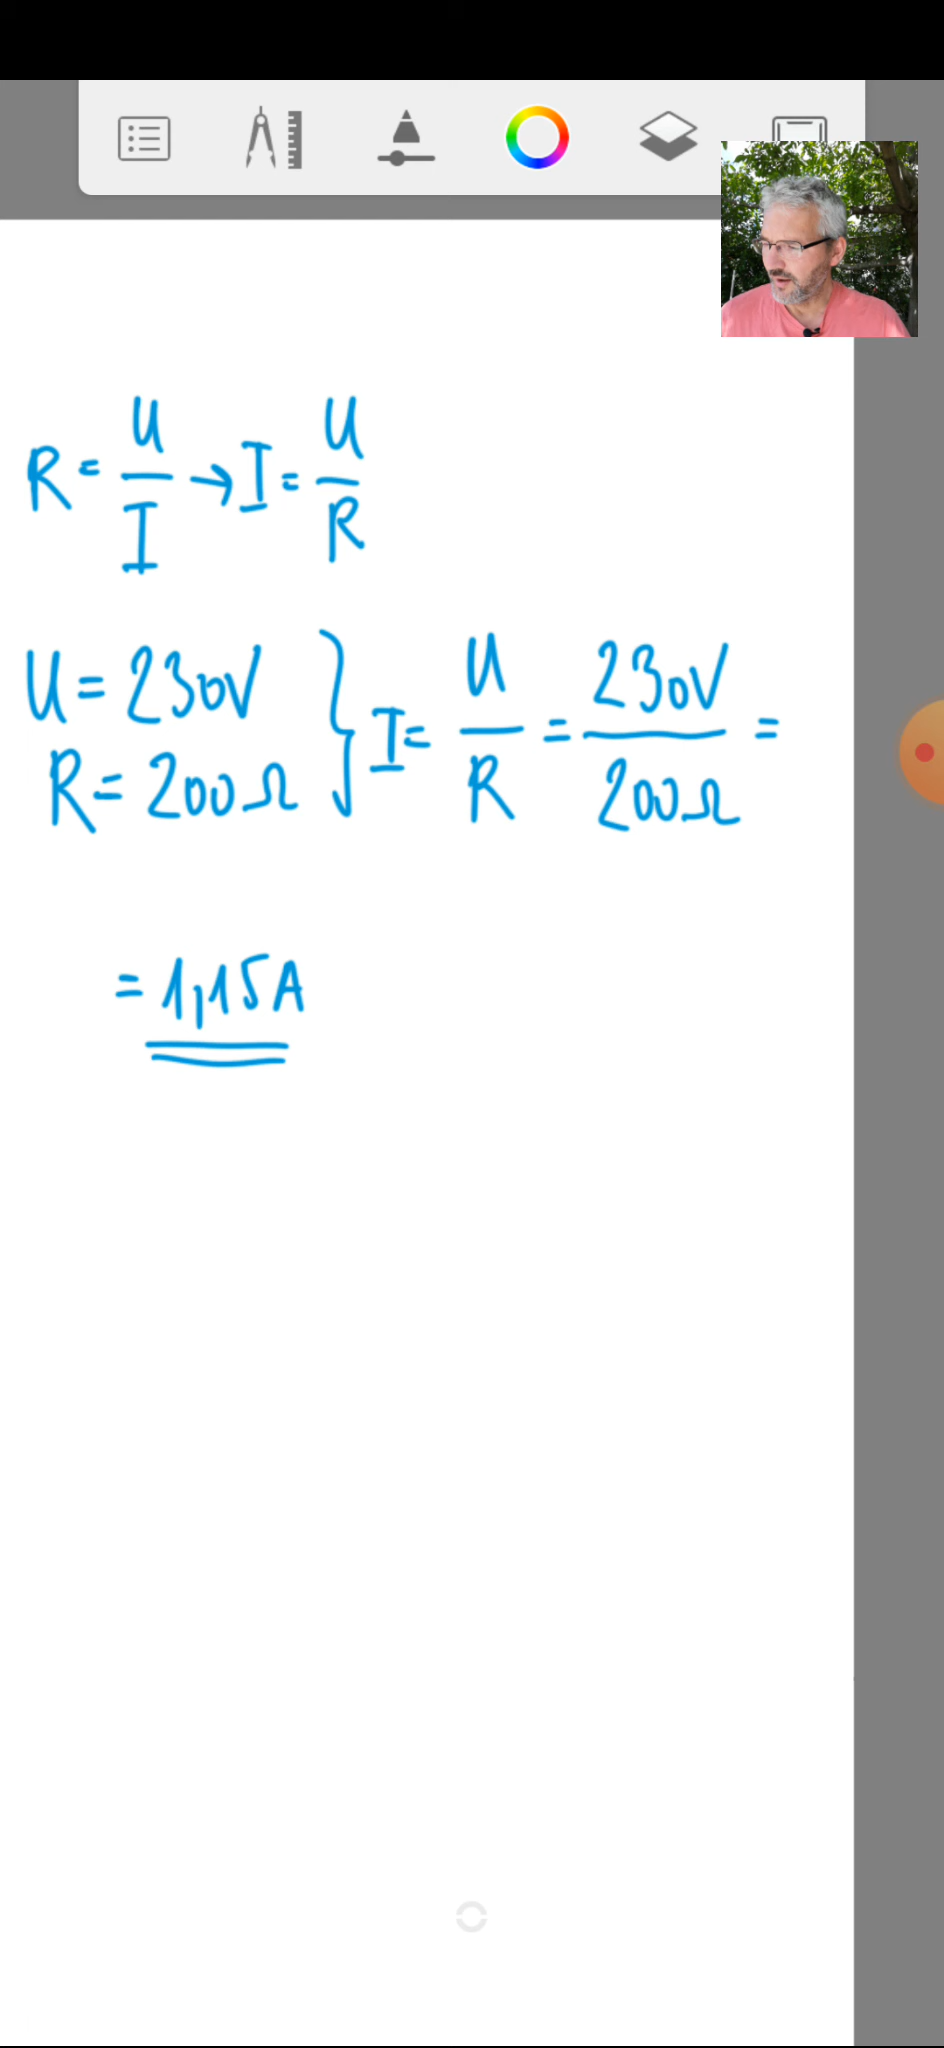 R = U/I → I = U/R
U = 230V
R = 200Ω } I = U/R = 230V/200Ω =
= 1,15A